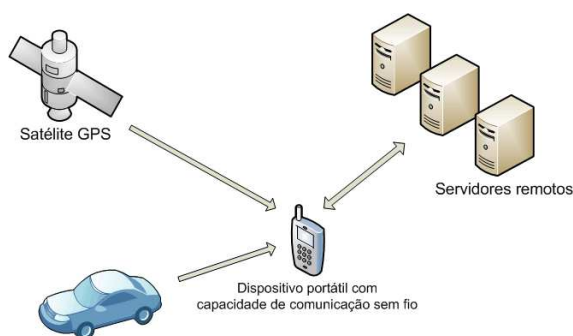 Satélite GPS
Servidores remotos
Dispositivo portátil com
capacidade de comunicação sem fio